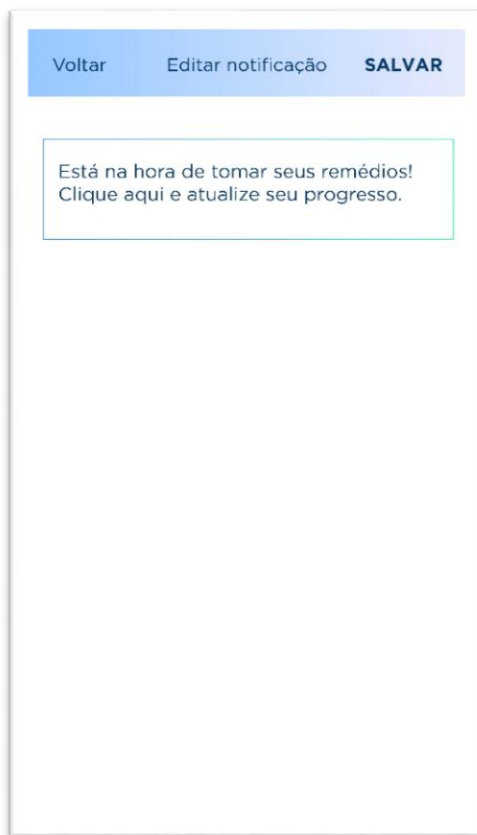 Voltar Editar notificação SALVAR
Está na hora de tomar seus remédios!
Clique aqui e atualize seu progresso.